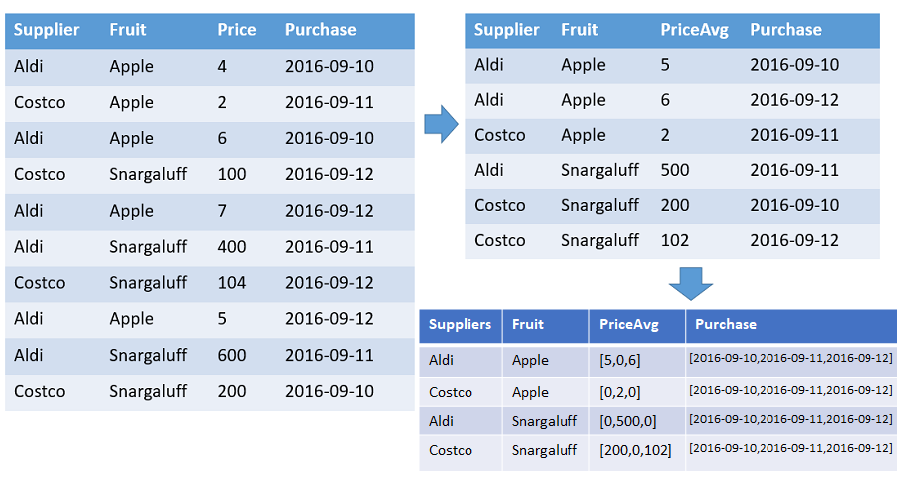 Supplier Fruit Price Purchase
Aldi Apple 4 2016-09-10
Costco Apple 2 2016-09-11
Aldi Apple 6 2016-09-10
Costco Snargaluff 100 2016-09-12
Aldi Apple 7 2016-09-12
Aldi Snargaluff 400 2016-09-11
Costco Snargaluff 104 2016-09-12
Aldi Apple 5 2016-09-12
Aldi Snargaluff 600 2016-09-11
Costco Snargaluff 200 2016-09-10
Supplier Fruit PriceAvg Purchase
Aldi Apple 5 2016-09-10
Aldi Apple 6 2016-09-12
Costco Apple 2 2016-09-11
Aldi Snargaluff 500 2016-09-11
Costco Snargaluff 200 2016-09-10
Costco Snargaluff 102 2016-09-12
Suppliers Fruit PriceAvg Purchase
Aldi Apple [5,0,6] [2016-09-10,2016-09-11,2016-09-12]
Costco Apple [0,2,0] [2016-09-10,2016-09-11,2016-09-12]
Aldi Snargaluff [0,500,0] [2016-09-10,2016-09-11,2016-09-12]
Costco Snargaluff [200,0,102] [2016-09-10,2016-09-11,2016-09-12]